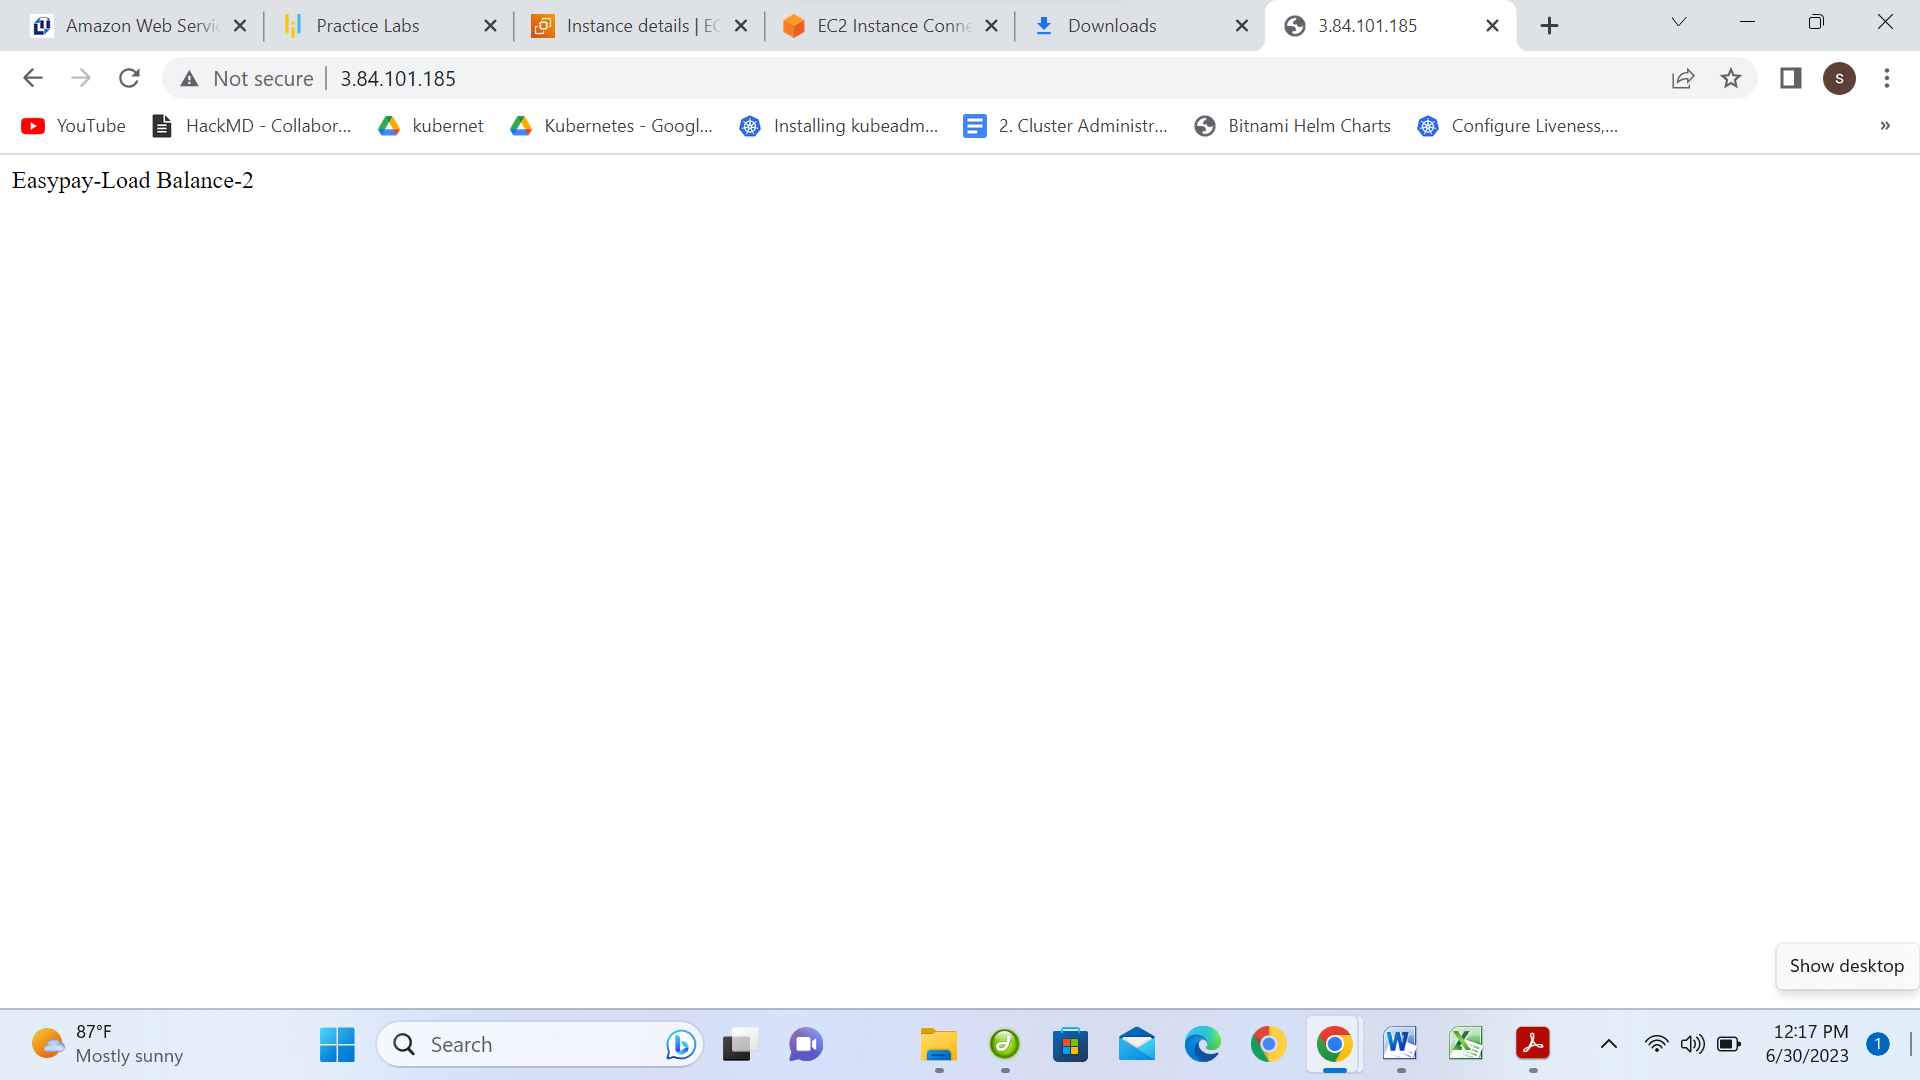 Amazon Web Servic
Practice Labs
Instance details | EC
EC2 Instance Conne
Downloads
3.84.101.185
Not secure
3.84.101.185
S
YouTube
HackMD - Collabor...
kubernet
Kubernetes - Googl...
Installing kubeadm...
2. Cluster Administr...
Bitnami Helm Charts
Configure Liveness,...
»
Easypay-Load Balance-2
Show desktop
87°F
Mostly sunny
Search
12:17 PM
6/30/2023
1